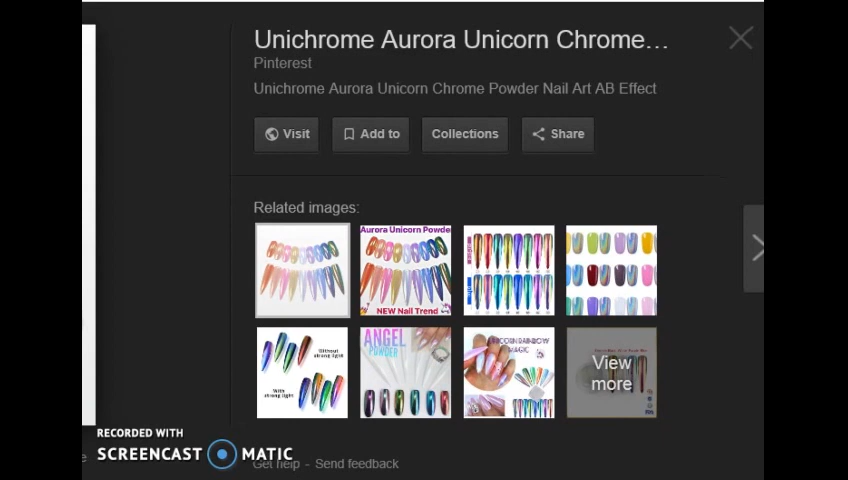 Unichrome Aurora Unicorn Chrome...
Pinterest
Unichrome Aurora Unicorn Chrome Powder Nail Art AB Effect
Visit
Add to
Collections
Share
Related images:
Aurora Unicorn Powder
NEW Nail Trend
Without
strong light
With
strong light
ANGEL
POWDER
UNICORN RAINBOW
MAGIC
View
more
RECORDED WITH
SCREENCAST MATIC
Get help - Send feedback